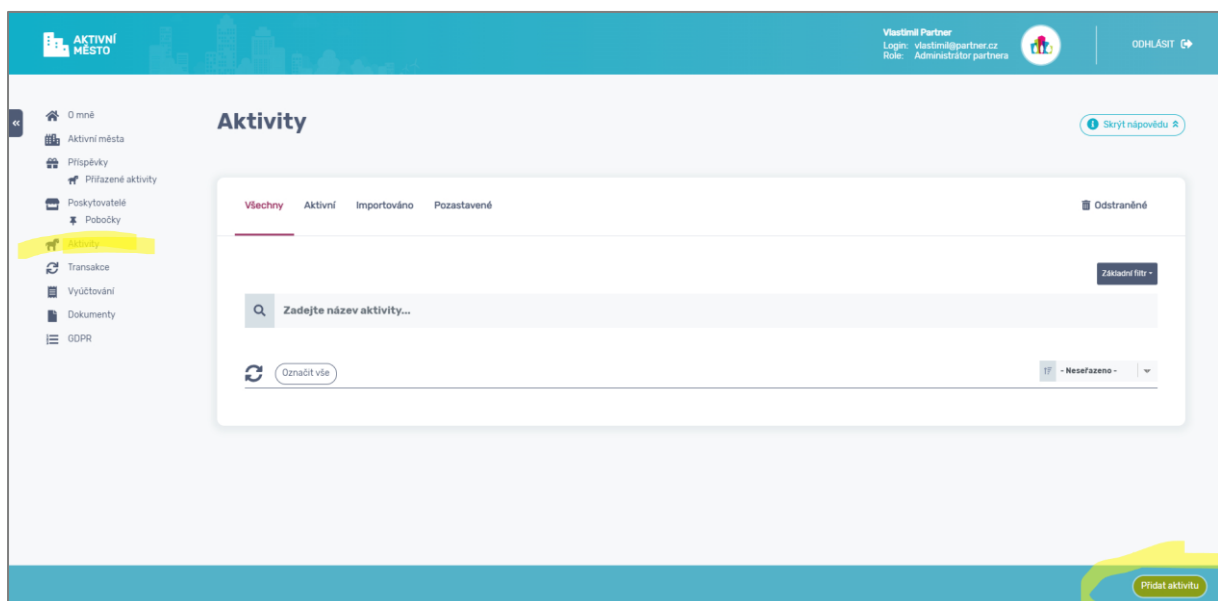 AKTIVNÍ
MĚSTO
Vlastimil Partner
Login: vlastimil@partner.cz
Role: Administrátor partnera
ODHLÁSIT
O mně
Aktivní města
Příspěvky
Přiřazené aktivity
Poskytovatelé
Pobočky
Aktivity
Transakce
Vyúčtování
Dokumenty
GDPR
Aktivity
Skrýt nápovědu
Všechny Aktivní Importováno Pozastavené Odstraněné
Základní filtr
Zadejte název aktivity...
Označit vše
- Neseřazeno -
Přidat aktivitu